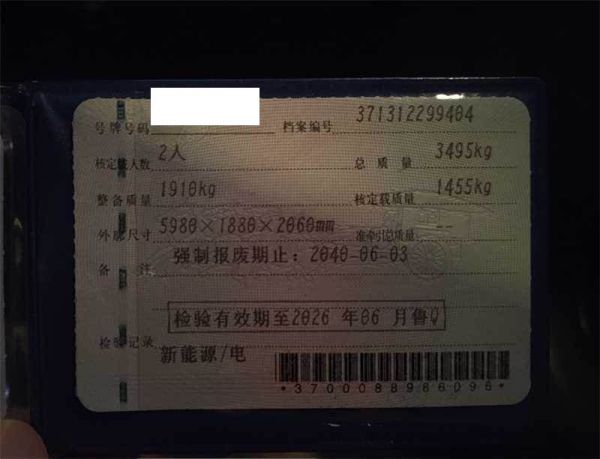 号牌号码 档案编号 371312299404
核定载人数 2人 总质量 3495kg
整备质量 1910kg 核定载质量 1455kg
外廓尺寸 5980×1880×2060mm 准牵引总质量 --
备注 强制报废期止：2040-06-03
检验有效期至2026 年06 月鲁Q
检验记录 新能源/电
*3700088966095*